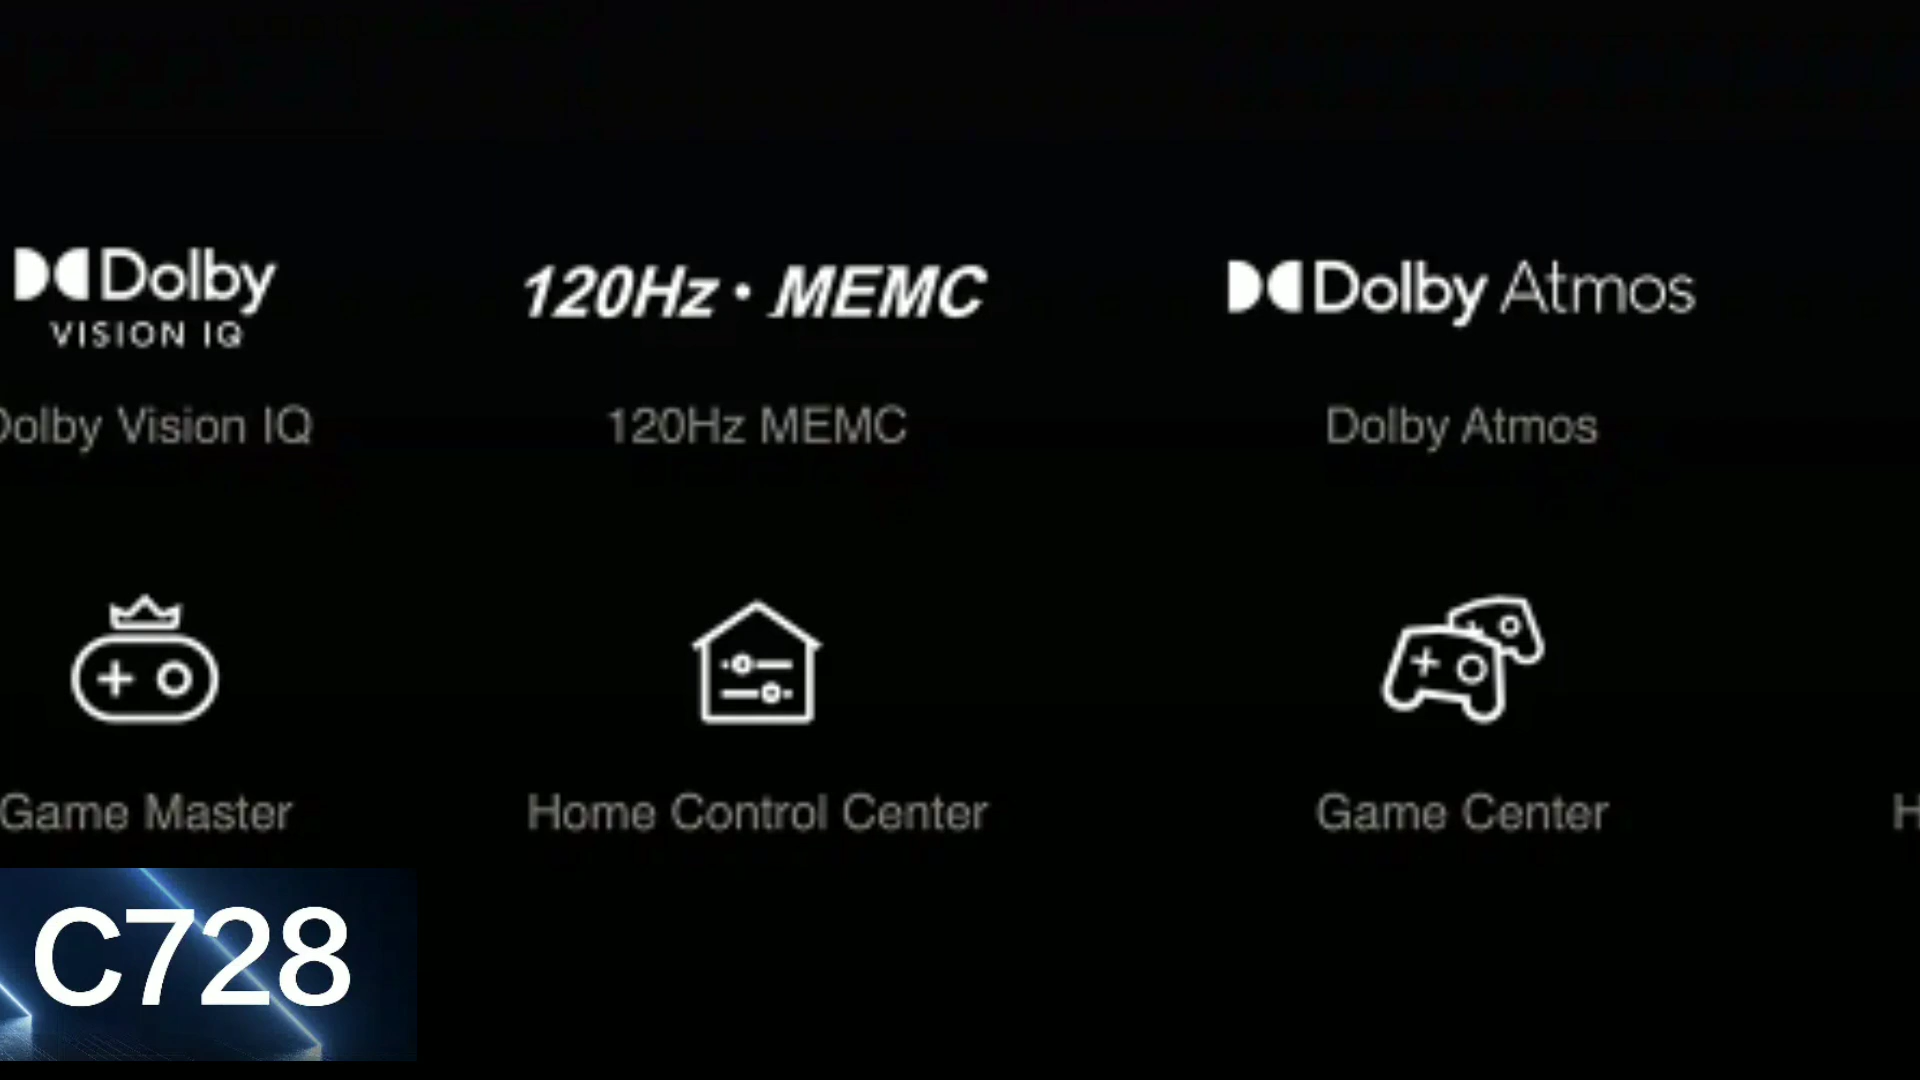 Dolby
VISION IQ
120Hz · MEMC
Dolby Atmos
Dolby Vision IQ
120Hz MEMC
Dolby Atmos
Game Master
Home Control Center
Game Center
C728